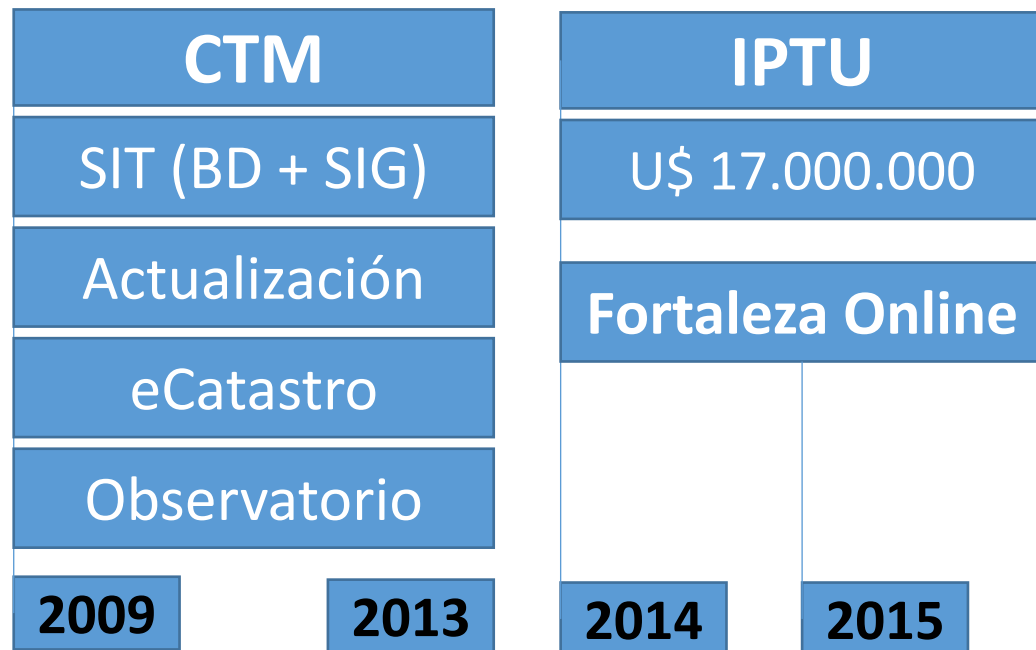 CTM
SIT (BD + SIG)
Actualización
eCatastro
Observatorio
2009
2013
IPTU
U$ 17.000.000
Fortaleza Online
2014
2015